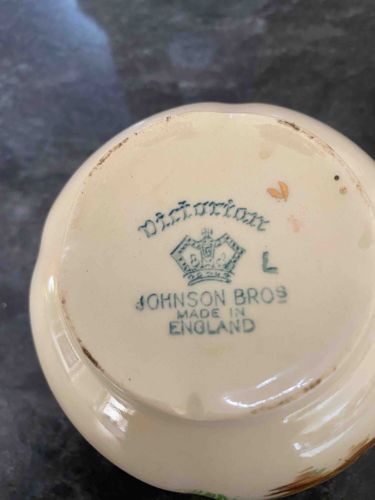 Victorian
L
JOHNSON BROS
MADE IN
ENGLAND